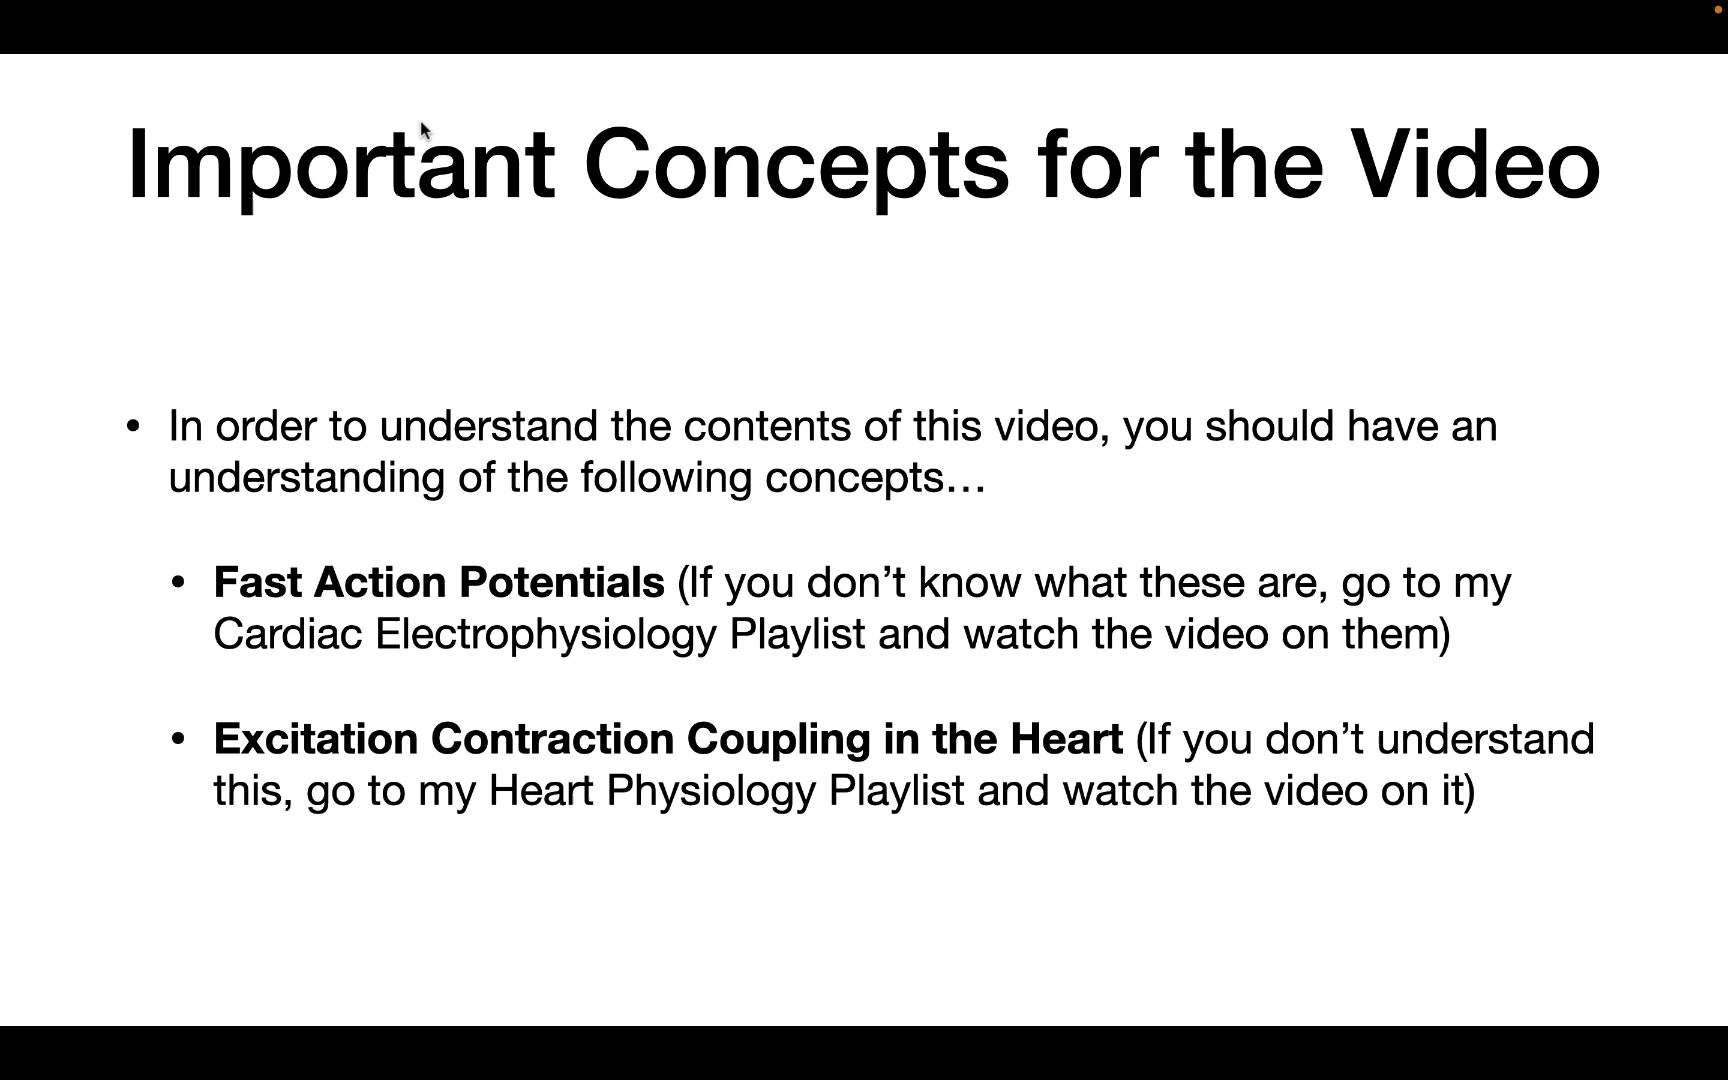 Important Concepts for the Video
• In order to understand the contents of this video, you should have an
understanding of the following concepts…
• Fast Action Potentials (If you don’t know what these are, go to my
Cardiac Electrophysiology Playlist and watch the video on them)
• Excitation Contraction Coupling in the Heart (If you don’t understand
this, go to my Heart Physiology Playlist and watch the video on it)